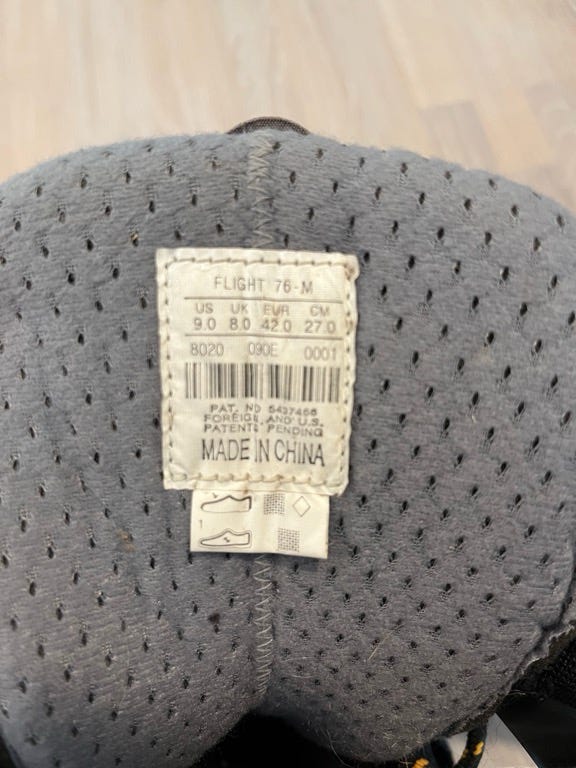 FLIGHT 76-M
US UK EUR CM
9.0 8.0 42.0 27.0
8020 090E 0001
PAT. NO 5437466
FOREIGN AND U.S.
PATENTS PENDING
MADE IN CHINA
1